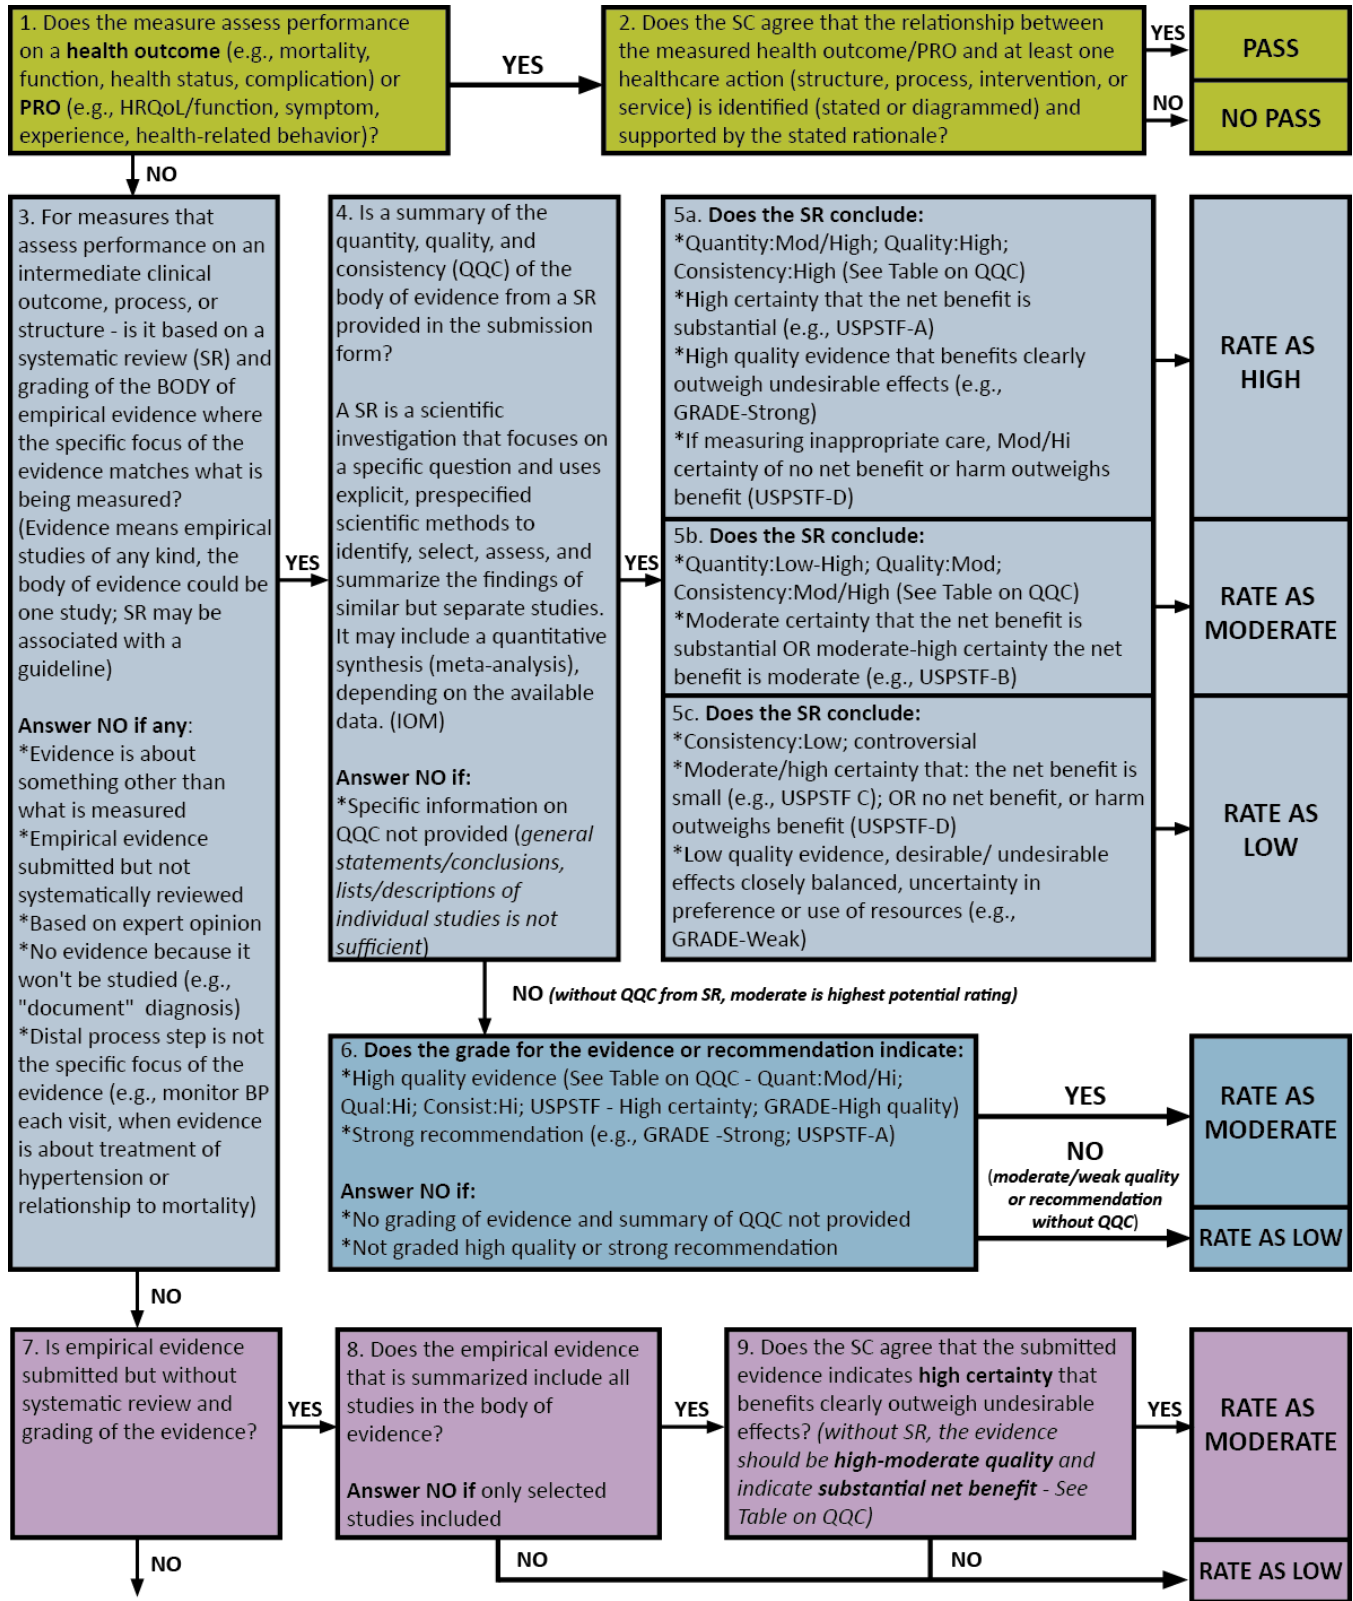 1. Does the measure assess performance
on a health outcome (e.g., mortality,
function, health status, complication) or
PRO (e.g., HRQoL/function, symptom,
experience, health-related behavior)?
YES
2. Does the SC agree that the relationship between
the measured health outcome/PRO and at least one
healthcare action (structure, process, intervention, or
service) is identified (stated or diagrammed) and
supported by the stated rationale?
YES
PASS
NO
NO PASS
NO
3. For measures that
assess performance on an
intermediate clinical
outcome, process, or
structure - is it based on a
systematic review (SR) and
grading of the BODY of
empirical evidence where
the specific focus of the
evidence matches what is
being measured?
(Evidence means empirical
studies of any kind, the
body of evidence could be
one study; SR may be
associated with a
guideline)
Answer NO if any:
*Evidence is about
something other than
what is measured
*Empirical evidence
submitted but not
systematically reviewed
*Based on expert opinion
*No evidence because it
won't be studied (e.g.,
"document" diagnosis)
*Distal process step is not
the specific focus of the
evidence (e.g., monitor BP
each visit, when evidence
is about treatment of
hypertension or
relationship to mortality)
YES
4. Is a summary of the
quantity, quality, and
consistency (QQC) of the
body of evidence from a SR
provided in the submission
form?
A SR is a scientific
investigation that focuses on
a specific question and uses
explicit, prespecified
scientific methods to
identify, select, assess, and
summarize the findings of
similar but separate studies.
It may include a quantitative
synthesis (meta-analysis),
depending on the available
data. (IOM)
Answer NO if:
*Specific information on
QQC not provided (general
statements/conclusions,
lists/descriptions of
individual studies is not
sufficient)
YES
5a. Does the SR conclude:
*Quantity:Mod/High; Quality:High;
Consistency:High (See Table on QQC)
*High certainty that the net benefit is
substantial (e.g., USPSTF-A)
*High quality evidence that benefits clearly
outweigh undesirable effects (e.g.,
GRADE-Strong)
*If measuring inappropriate care, Mod/Hi
certainty of no net benefit or harm outweighs
benefit (USPSTF-D)
RATE AS
HIGH
5b. Does the SR conclude:
*Quantity:Low-High; Quality:Mod;
Consistency:Mod/High (See Table on QQC)
*Moderate certainty that the net benefit is
substantial OR moderate-high certainty the net
benefit is moderate (e.g., USPSTF-B)
RATE AS
MODERATE
5c. Does the SR conclude:
*Consistency:Low; controversial
*Moderate/high certainty that: the net benefit is
small (e.g., USPSTF C); OR no net benefit, or harm
outweighs benefit (USPSTF-D)
*Low quality evidence, desirable/ undesirable
effects closely balanced, uncertainty in
preference or use of resources (e.g.,
GRADE-Weak)
RATE AS
LOW
NO (without QQC from SR, moderate is highest potential rating)
6. Does the grade for the evidence or recommendation indicate:
*High quality evidence (See Table on QQC - Quant:Mod/Hi;
Qual:Hi; Consist:Hi; USPSTF - High certainty; GRADE-High quality)
*Strong recommendation (e.g., GRADE -Strong; USPSTF-A)
Answer NO if:
*No grading of evidence and summary of QQC not provided
*Not graded high quality or strong recommendation
YES
RATE AS
MODERATE
NO
(moderate/weak quality
or recommendation
without QQC)
RATE AS LOW
NO
7. Is empirical evidence
submitted but without
systematic review and
grading of the evidence?
YES
8. Does the empirical evidence
that is summarized include all
studies in the body of
evidence?
Answer NO if only selected
studies included
YES
9. Does the SC agree that the submitted
evidence indicates high certainty that
benefits clearly outweigh undesirable
effects? (without SR, the evidence
should be high-moderate quality and
indicate substantial net benefit - See
Table on QQC)
YES
RATE AS
MODERATE
NO
NO
NO
RATE AS LOW